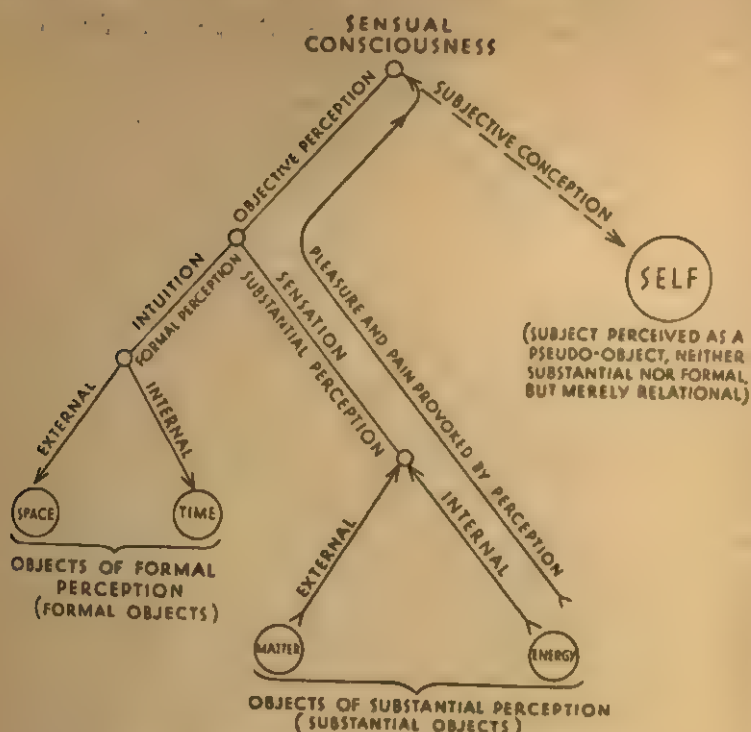 SENSUAL
CONSCIOUSNESS
OBJECTIVE PERCEPTION
SUBJECTIVE CONCEPTION
SELF
(SUBJECT PERCEIVED AS A
PSEUDO-OBJECT, NEITHER
SUBSTANTIAL NOR FORMAL,
BUT MERELY RELATIONAL)
INTUITION
FORMAL PERCEPTION
SENSATION
SUBSTANTIAL PERCEPTION
PLEASURE AND PAIN PROVOKED BY PERCEPTION
EXTERNAL
INTERNAL
SPACE
TIME
OBJECTS OF FORMAL
PERCEPTION
(FORMAL OBJECTS)
EXTERNAL
INTERNAL
MATTER
ENERGY
OBJECTS OF SUBSTANTIAL PERCEPTION
(SUBSTANTIAL OBJECTS)